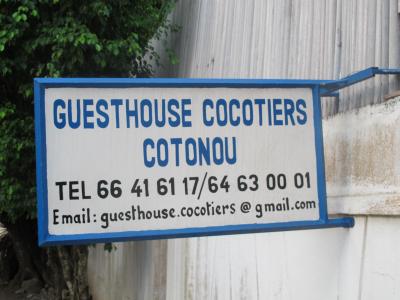 GUESTHOUSE COCOTIERS
COTONOU
TEL 66 41 61 17/64 63 00 01
Email: guesthouse.cocotiers@gmail.com